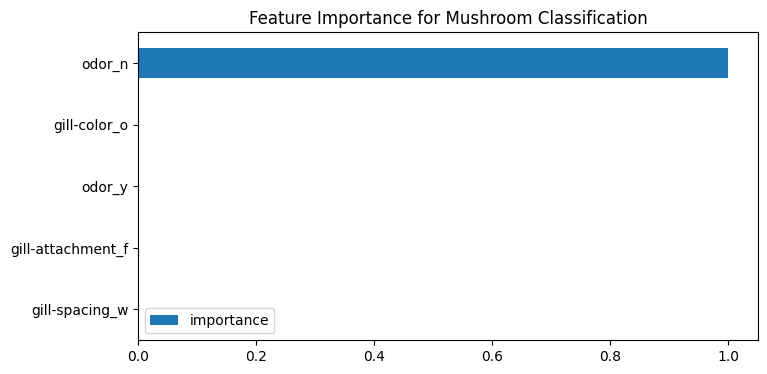 Feature Importance for Mushroom Classification
odor_n
gill-color_o
odor_y
gill-attachment_f
gill-spacing_w
importance
0.0 0.2 0.4 0.6 0.8 1.0